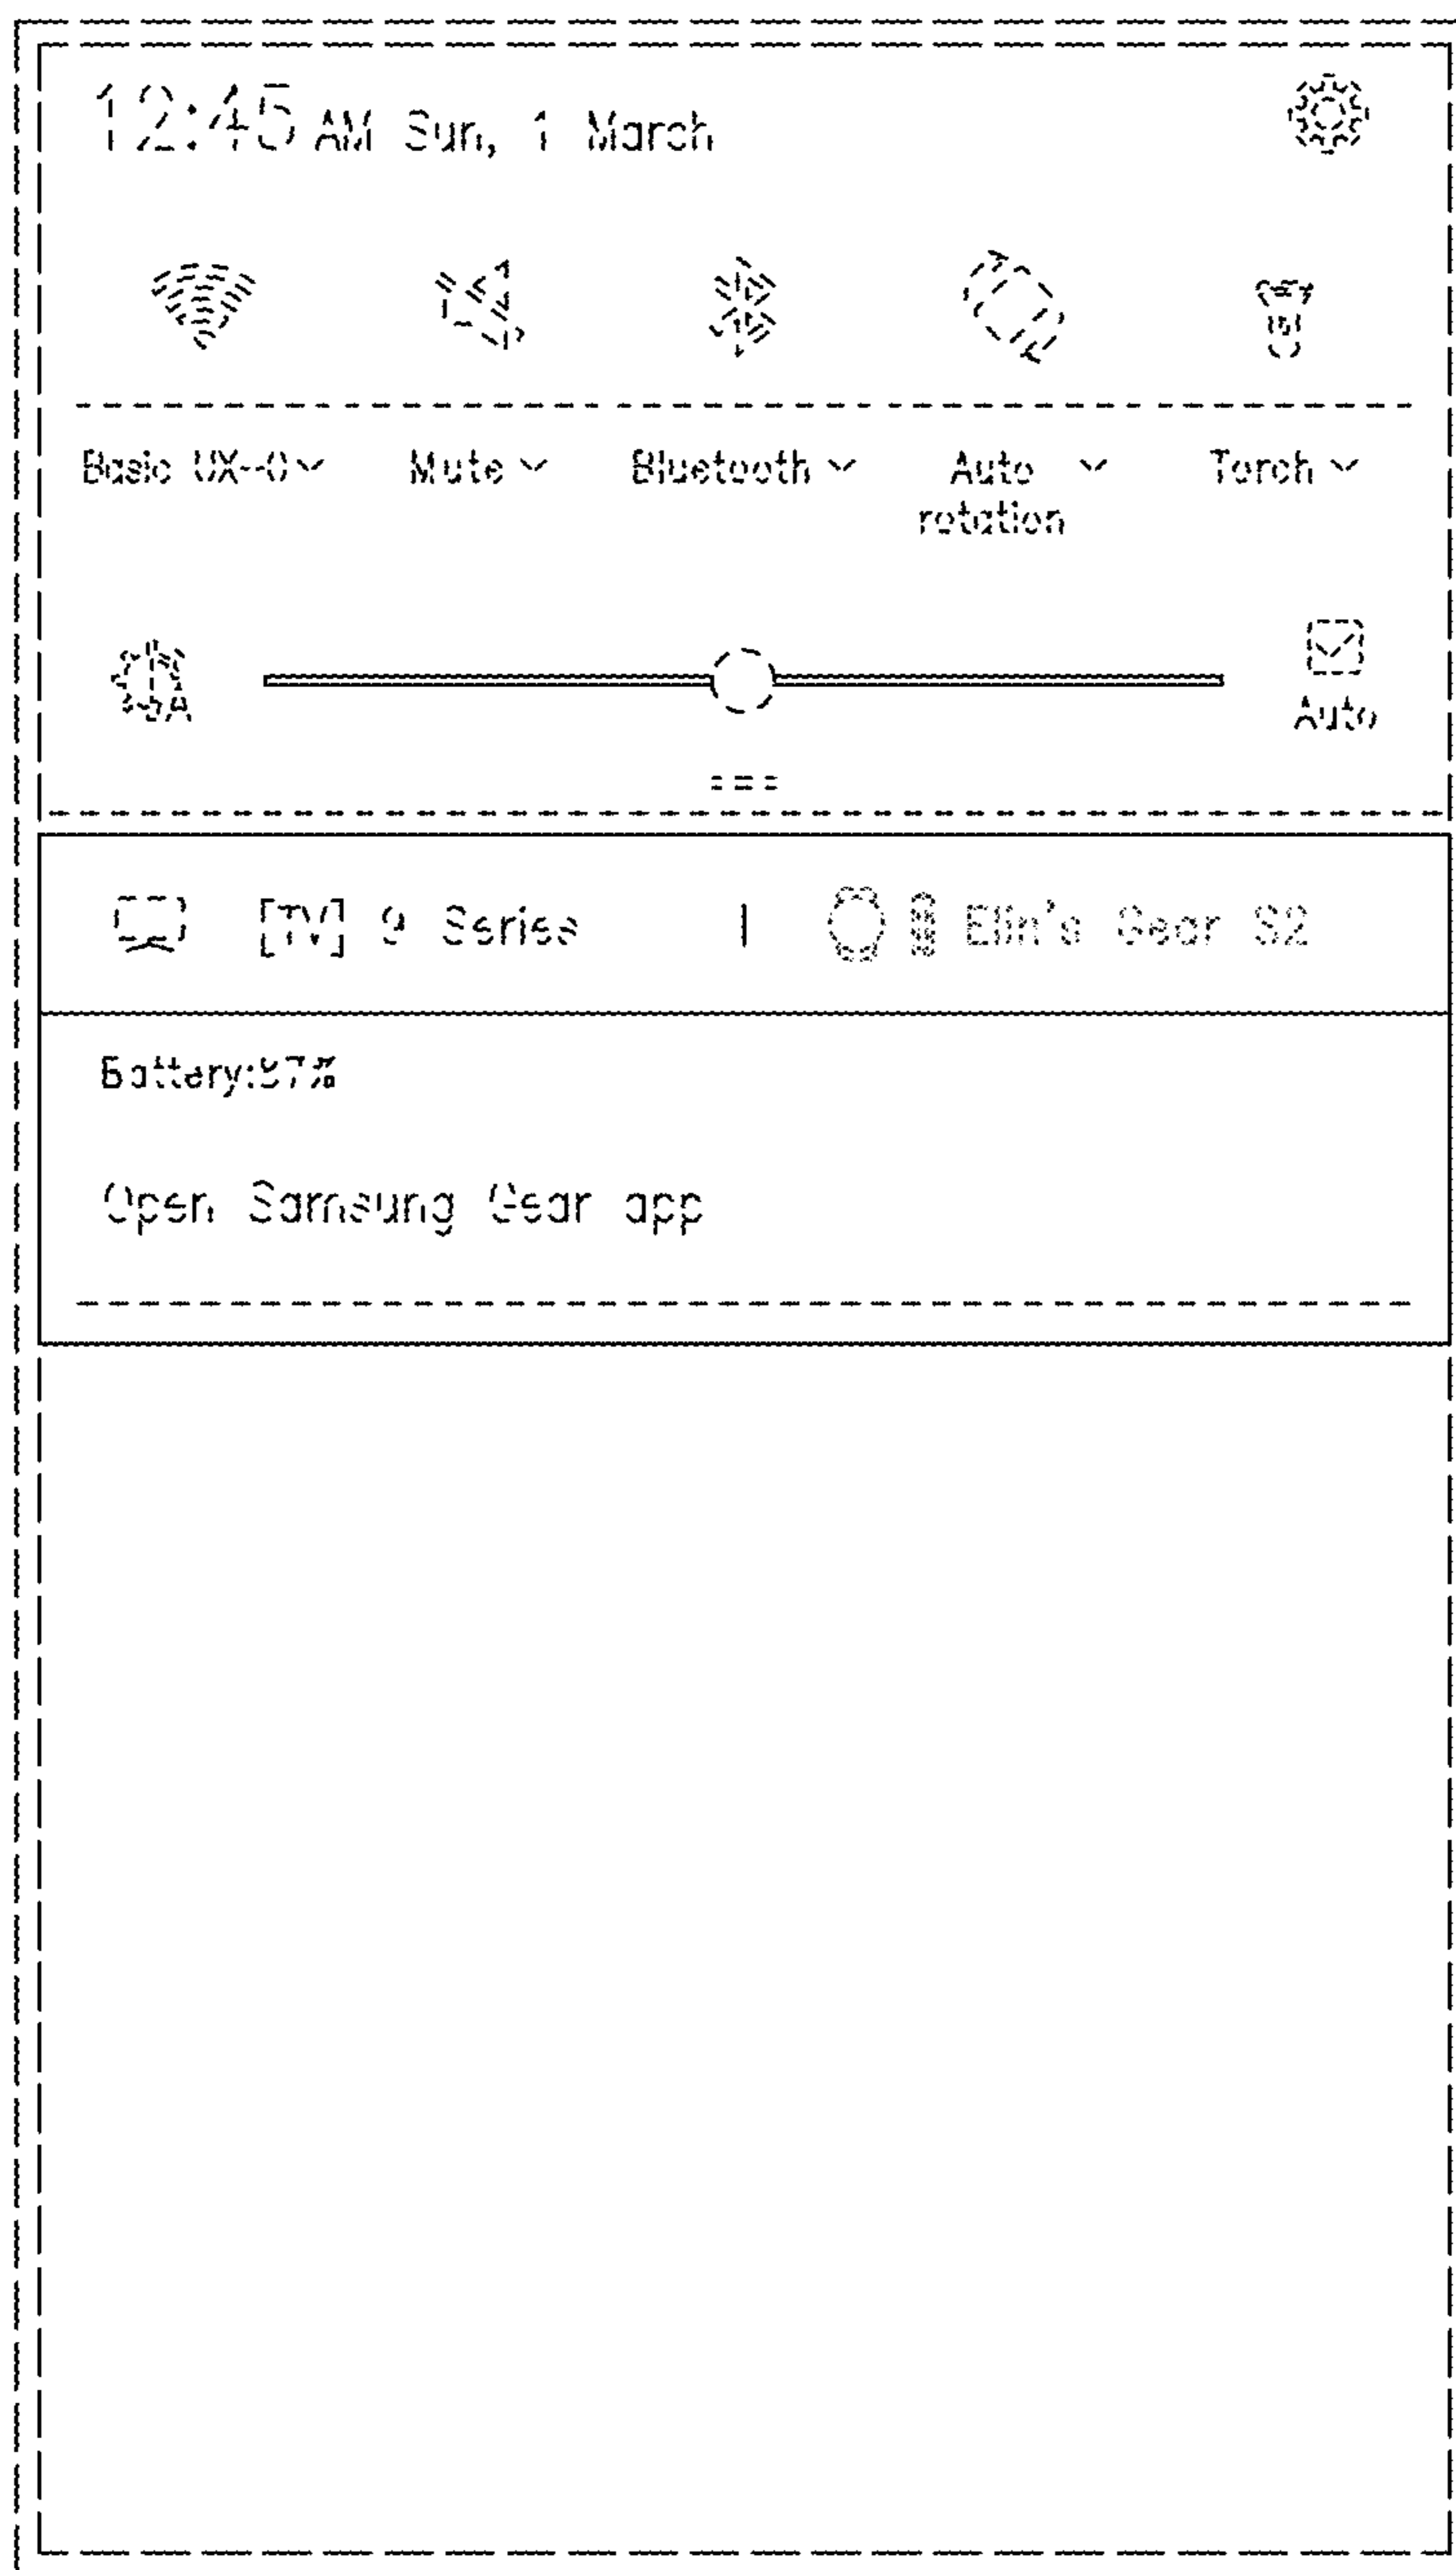 12:45 AM Sun, 1 March
Basic UX--0 Mute Bluetooth Auto rotation Torch
A
Auto
[TV] 9 Series | Elin's Gear S2
Battery:97%
Open Samsung Gear app